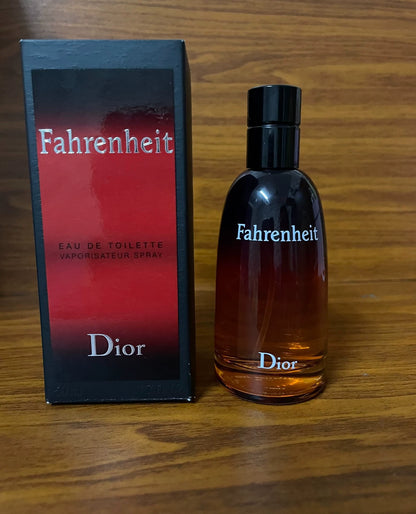 Fahrenheit
EAU DE TOILETTE
VAPORISATEUR SPRAY
Dior
Fahrenheit
Dior